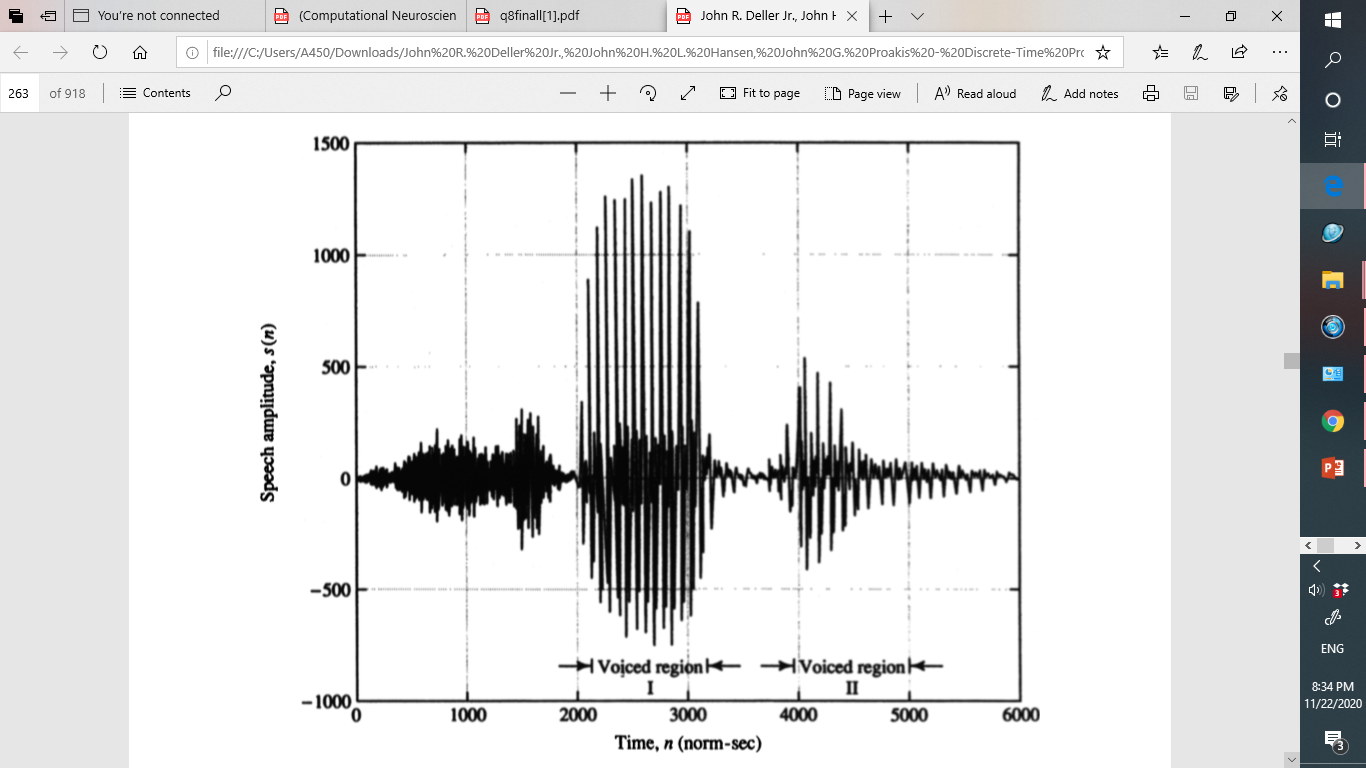 You're not connected
PDF (Computational Neuroscien
PDF q8finall[1].pdf
PDF John R. Deller Jr., John H
file:///C:/Users/A450/Downloads/John%20R.%20Deller%20Jr.,%20John%20H.%20L.%20Hansen,%20John%20G.%20Proakis%20-%20Discrete-Time%20Pro
263 of 918
Contents
Fit to page
Page view
Read aloud
Add notes
1500
1000
500
0
−500
−1000
Speech amplitude, s(n)
Voiced region
I
Voiced region
II
0 1000 2000 3000 4000 5000 6000
Time, n (norm-sec)
3
ENG
8:34 PM
11/22/2020
3